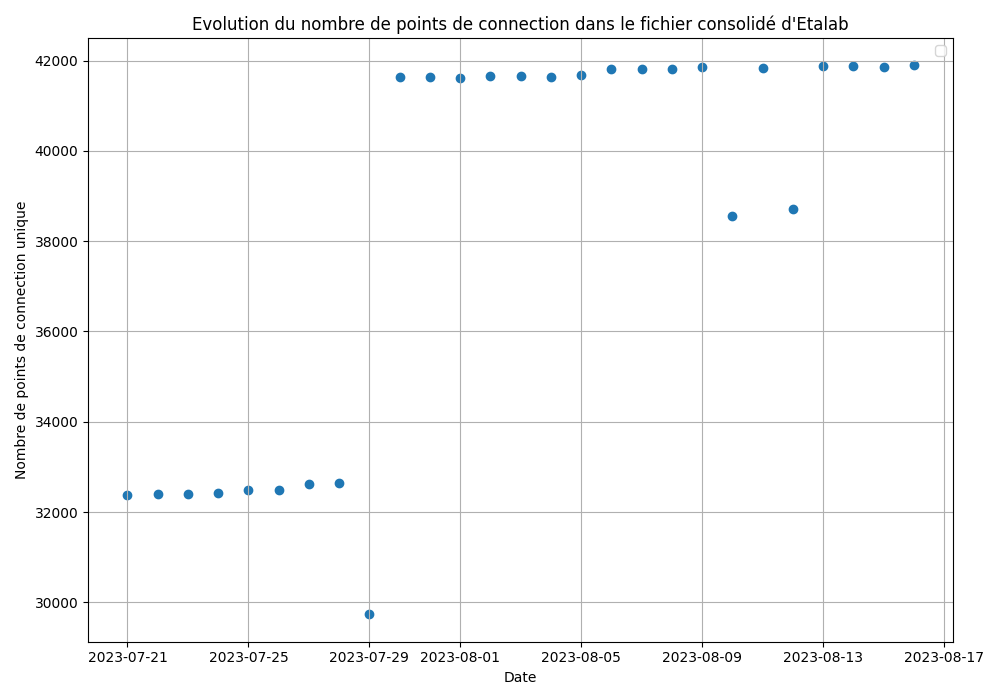 Evolution du nombre de points de connection dans le fichier consolidé d'Etalab
42000
40000
38000
36000
34000
32000
30000
Nombre de points de connection unique
2023-07-21 2023-07-25 2023-07-29 2023-08-01 2023-08-05 2023-08-09 2023-08-13 2023-08-17
Date